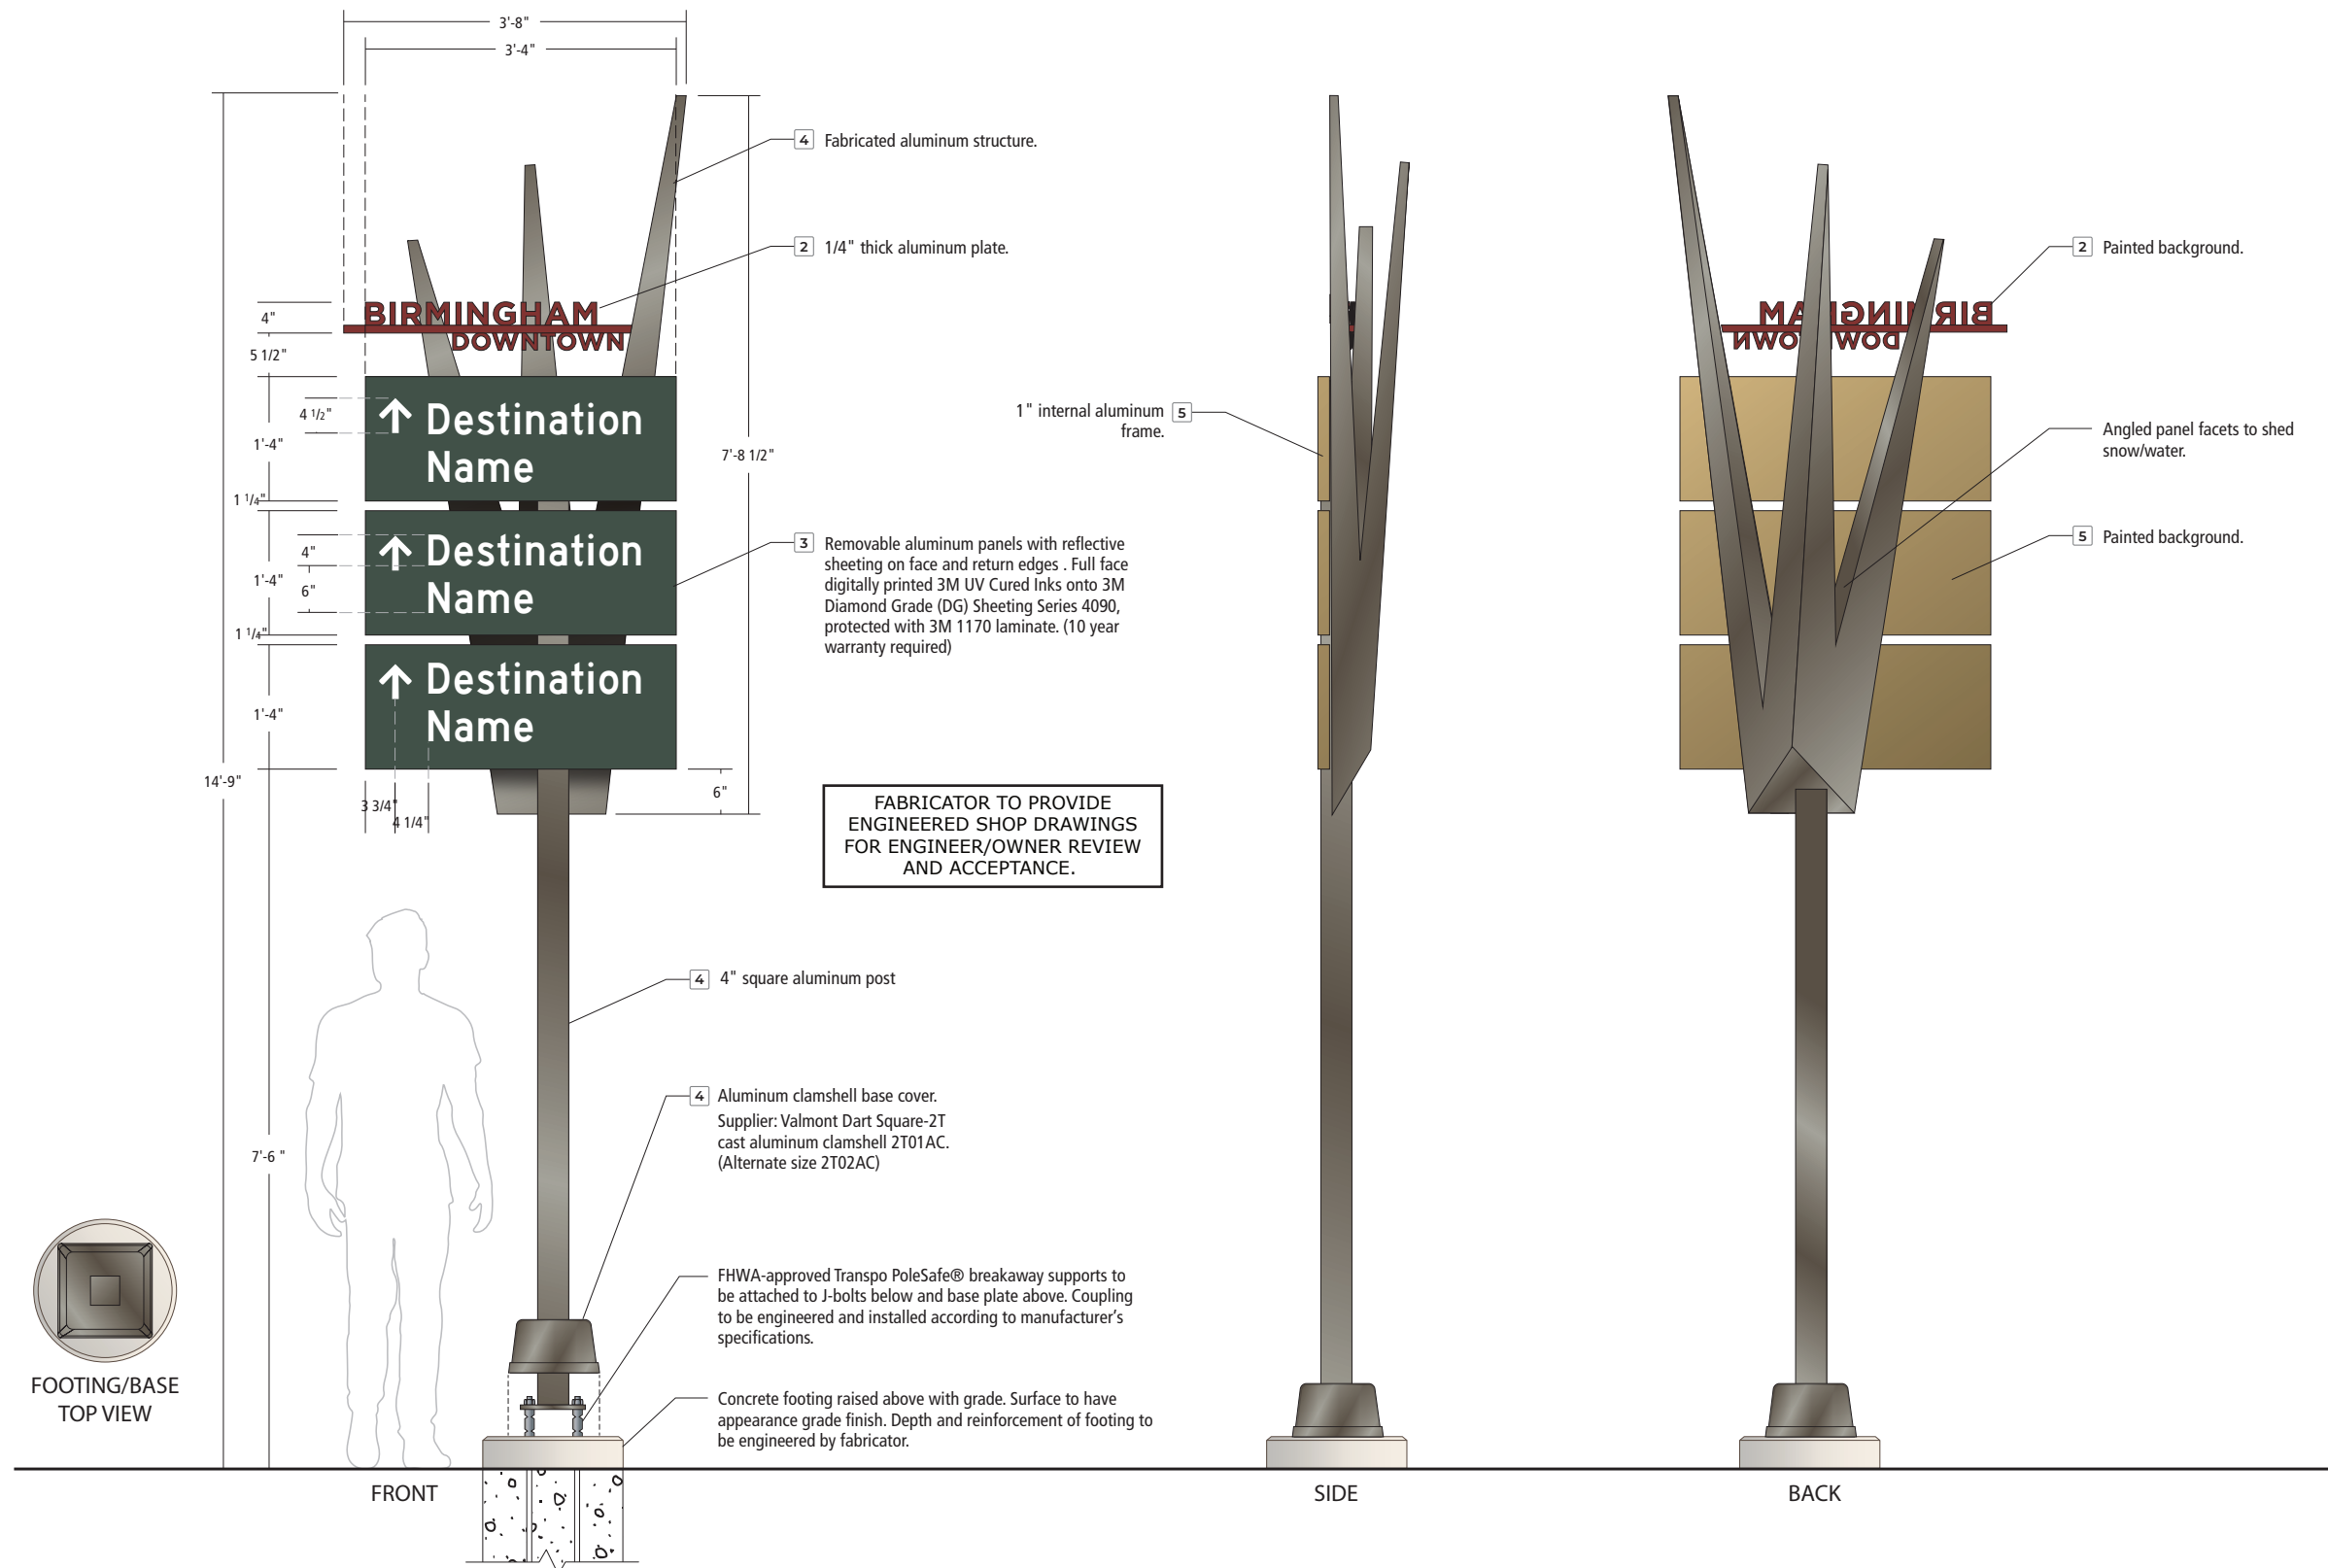 3'-8"
3'-4"
4 Fabricated aluminum structure.
2 1/4" thick aluminum plate.
BIRMINGHAM
DOWNTOWN
4"
5 1/2"
4 1/2"
1'-4"
1 1/4"
4"
1'-4"
6"
1 1/4"
1'-4"
14'-9"
3 3/4"
4 1/4"
6"
7'-8 1/2"
7'-6 "
Destination
Name
Destination
Name
Destination
Name
3 Removable aluminum panels with reflective
sheeting on face and return edges . Full face
digitally printed 3M UV Cured Inks onto 3M
Diamond Grade (DG) Sheeting Series 4090,
protected with 3M 1170 laminate. (10 year
warranty required)
FABRICATOR TO PROVIDE
ENGINEERED SHOP DRAWINGS
FOR ENGINEER/OWNER REVIEW
AND ACCEPTANCE.
4 4" square aluminum post
4 Aluminum clamshell base cover.
Supplier: Valmont Dart Square-2T
cast aluminum clamshell 2T01AC.
(Alternate size 2T02AC)
FHWA-approved Transpo PoleSafe® breakaway supports to
be attached to J-bolts below and base plate above. Coupling
to be engineered and installed according to manufacturer's
specifications.
Concrete footing raised above with grade. Surface to have
appearance grade finish. Depth and reinforcement of footing to
be engineered by fabricator.
FOOTING/BASE
TOP VIEW
FRONT
1" internal aluminum 5
frame.
SIDE
2 Painted background.
BIRMINGHAM
DOWNTOWN
Angled panel facets to shed
snow/water.
5 Painted background.
BACK